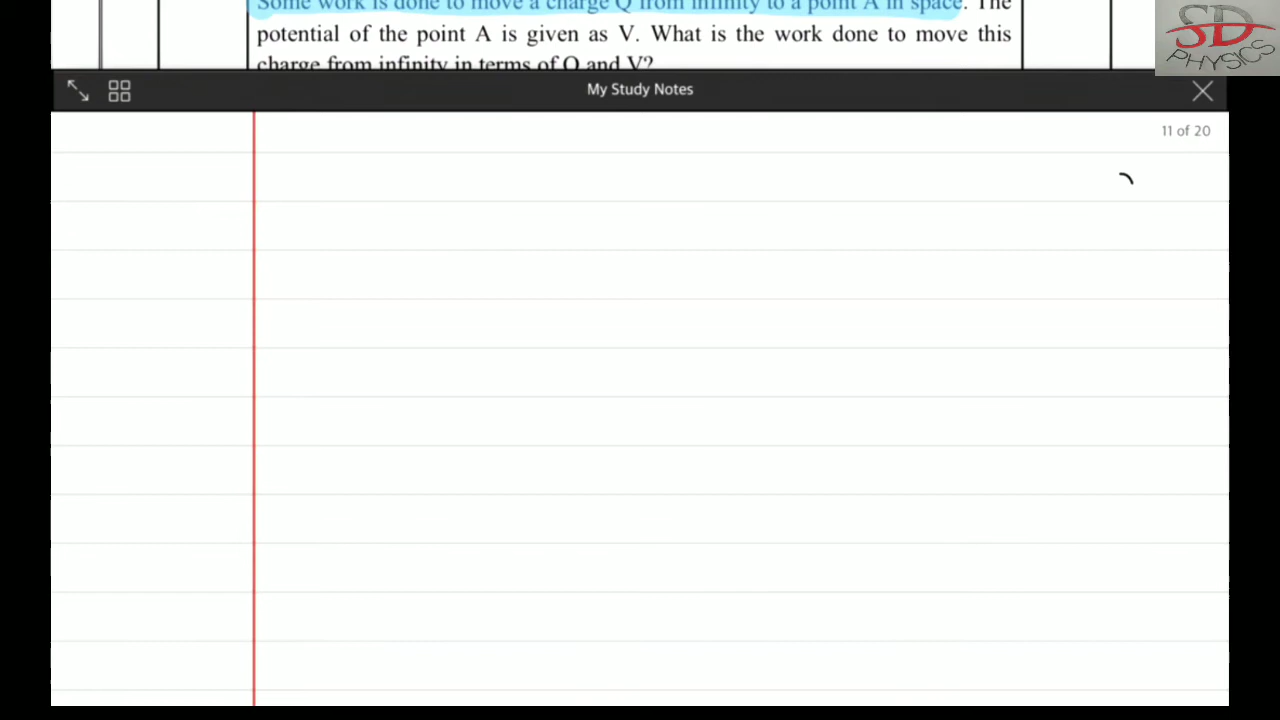 Some work is done to move a charge Q from infinity to a point A in space. The
potential of the point A is given as V. What is the work done to move this
charge from infinity in terms of Q and V?
My Study Notes
11 of 20
SD
PHYSICS